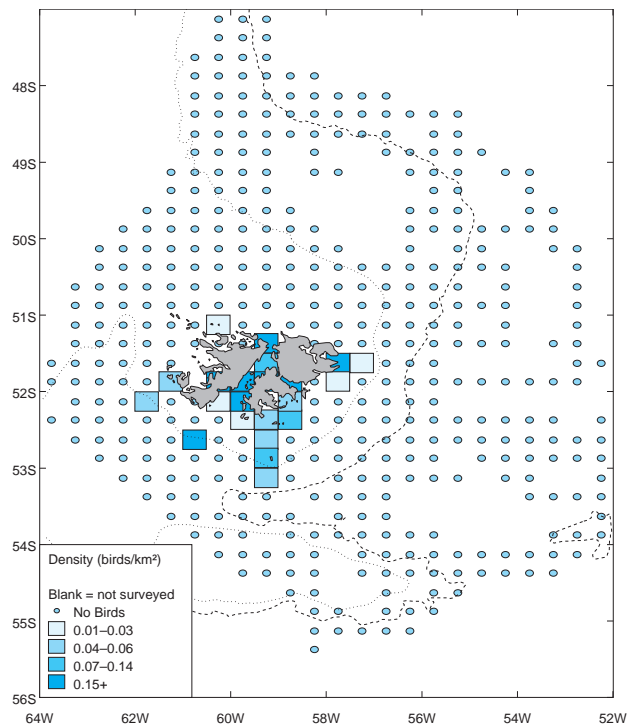 48S
49S
50S
51S
52S
53S
54S
55S
56S
Density (birds/km²)
Blank = not surveyed
No Birds
0.01–0.03
0.04–0.06
0.07–0.14
0.15+
64W 62W 60W 58W 56W 54W 52W